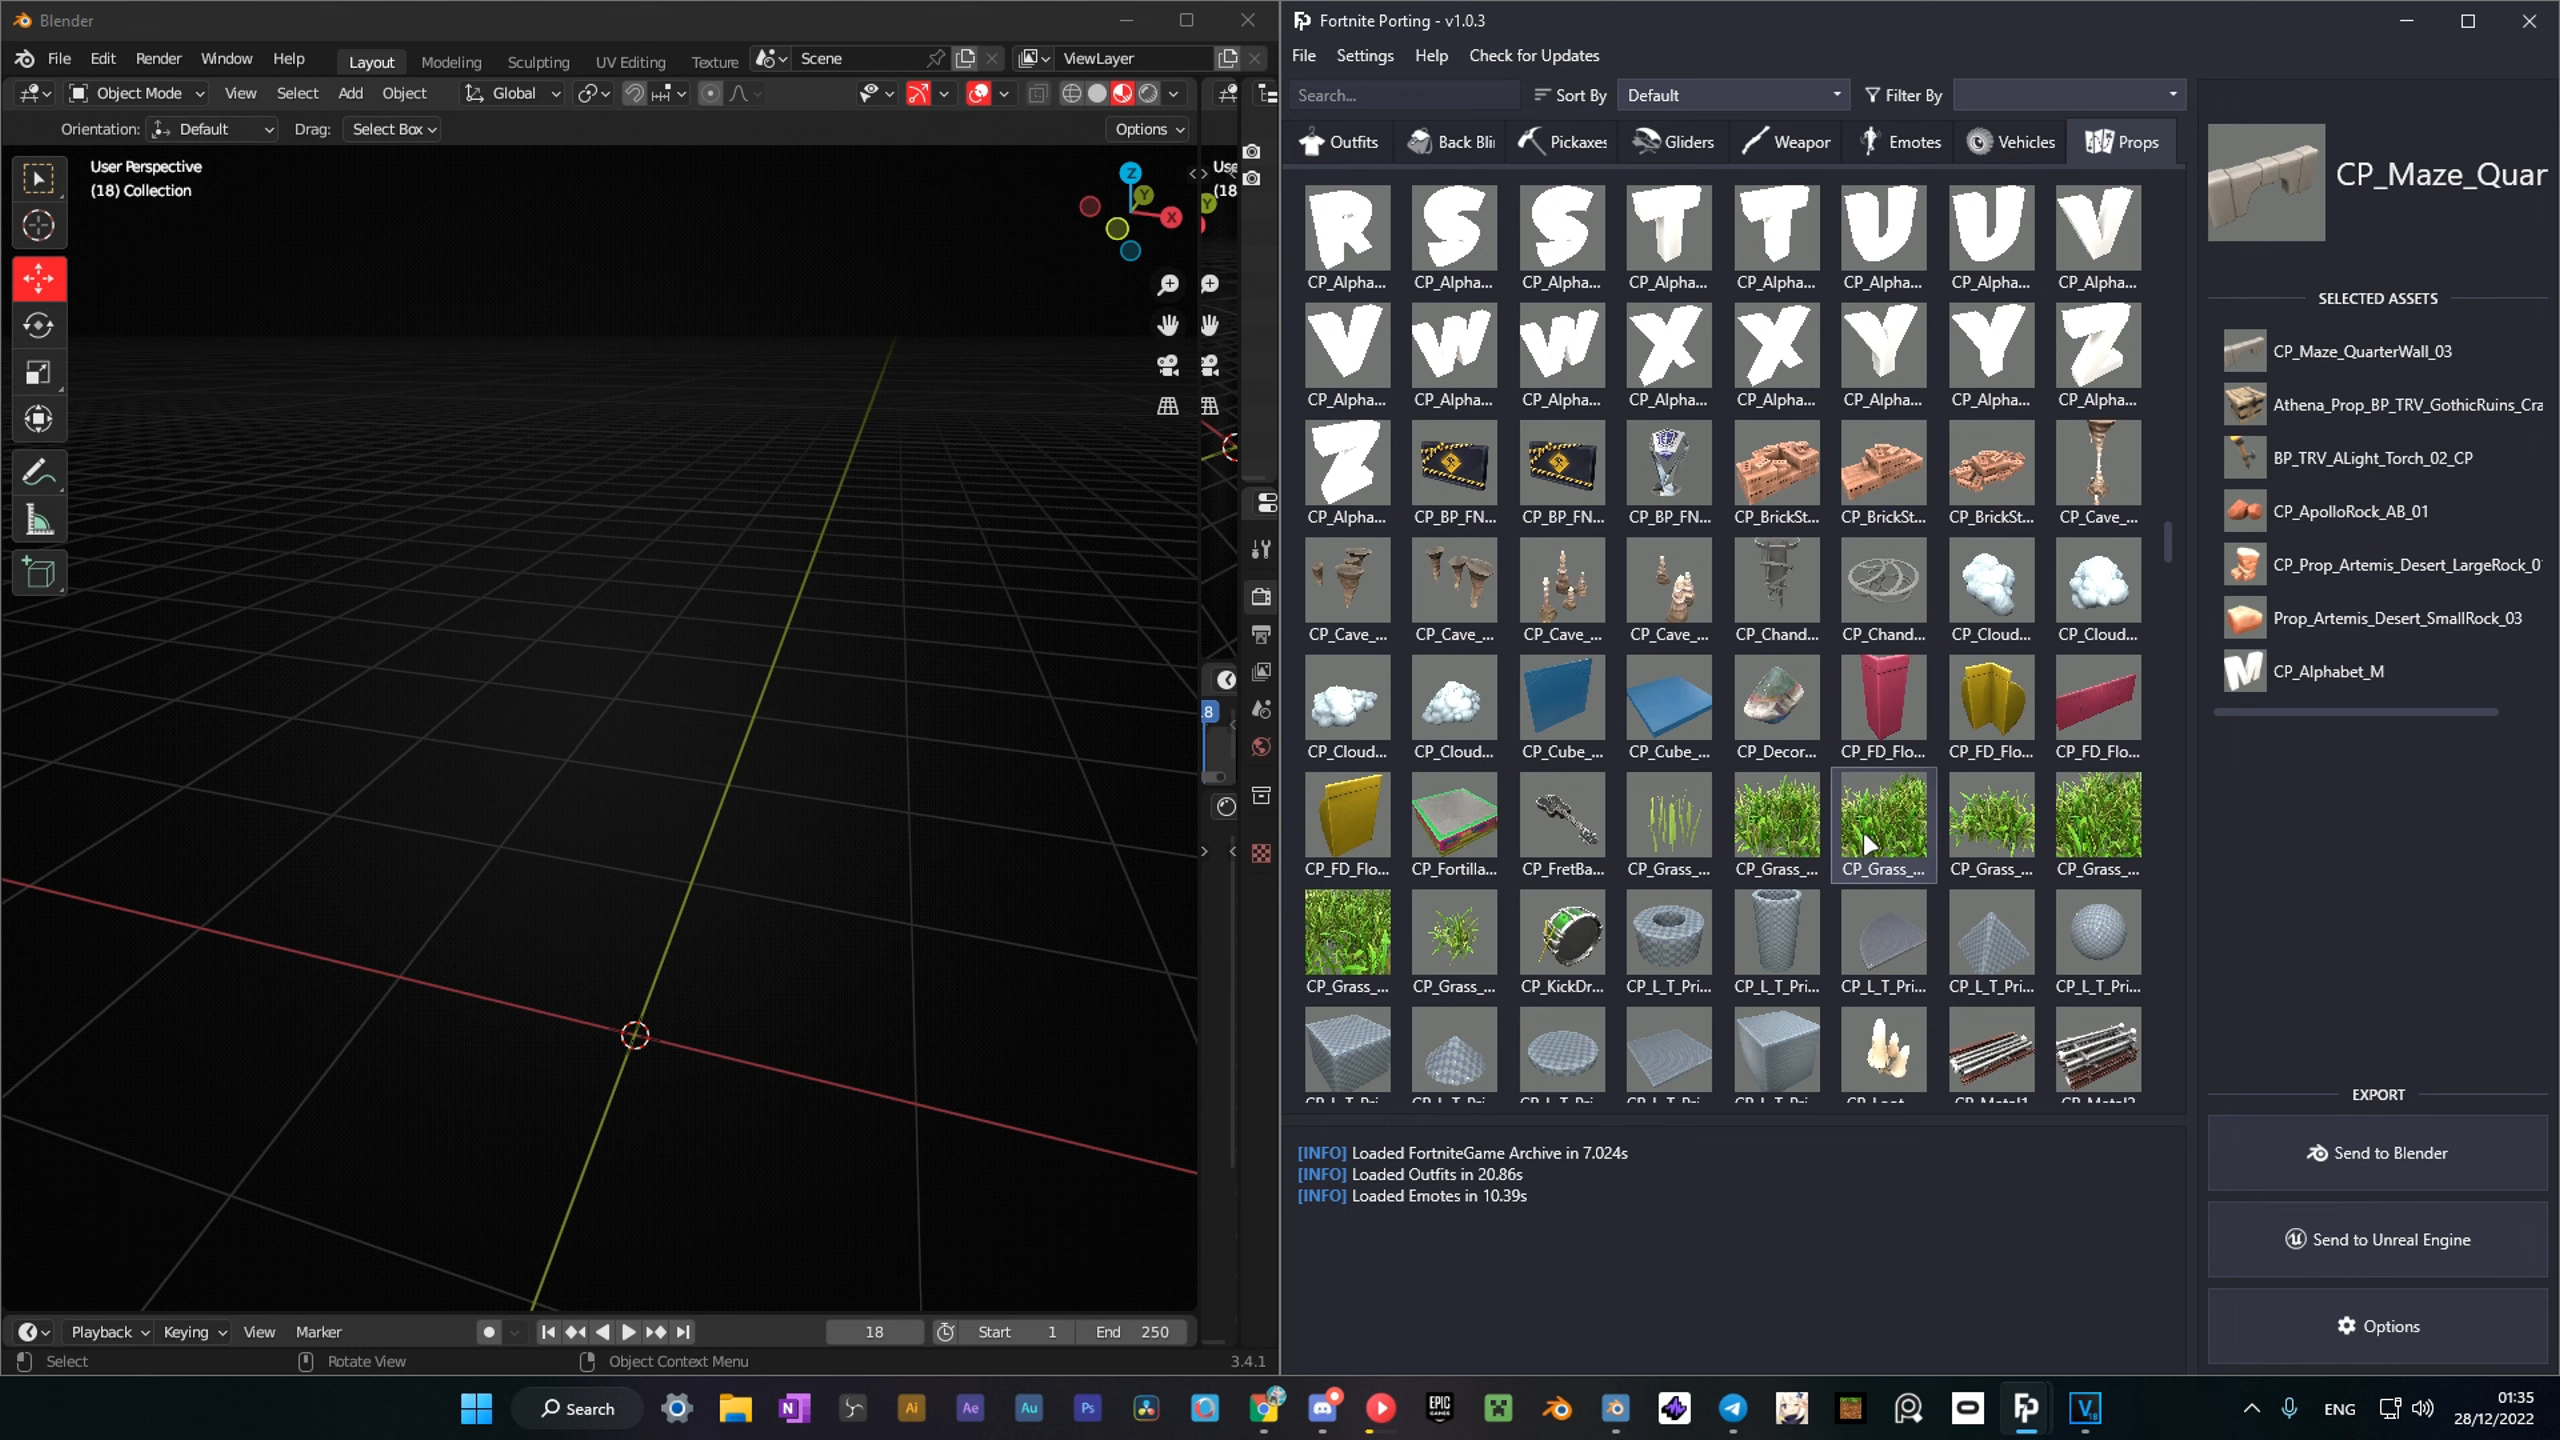 Blender
File Edit Render Window Help Layout Modeling Sculpting UV Editing Texture Scene ViewLayer
Object Mode View Select Add Object Global
Orientation: Default Drag: Select Box Options
User Perspective
(18) Collection
Z
Y
X
Use
(18
8
Playback Keying View Marker 18 Start 1 End 250
Select Rotate View Object Context Menu 3.4.1
Fortnite Porting - v1.0.3
File Settings Help Check for Updates
Search... Sort By Default Filter By
Outfits Back Bli Pickaxes Gliders Weapon Emotes Vehicles Props
CP_Alpha... CP_Alpha... CP_Alpha... CP_Alpha... CP_Alpha... CP_Alpha... CP_Alpha... CP_Alpha...
CP_Alpha... CP_Alpha... CP_Alpha... CP_Alpha... CP_Alpha... CP_Alpha... CP_Alpha... CP_Alpha...
CP_Alpha... CP_BP_FN... CP_BP_FN... CP_BP_FN... CP_BrickSt... CP_BrickSt... CP_BrickSt... CP_Cave_...
CP_Cave_... CP_Cave_... CP_Cave_... CP_Cave_... CP_Chand... CP_Chand... CP_Cloud... CP_Cloud...
CP_Cloud... CP_Cloud... CP_Cube_... CP_Cube_... CP_Decor... CP_FD_Flo... CP_FD_Flo... CP_FD_Flo...
CP_FD_Flo... CP_Fortilla... CP_FretBa... CP_Grass_... CP_Grass_... CP_Grass_... CP_Grass_... CP_Grass_...
CP_Grass_... CP_Grass_... CP_KickDr... CP_L_T_Pri... CP_L_T_Pri... CP_L_T_Pri... CP_L_T_Pri... CP_L_T_Pri...
[INFO] Loaded FortniteGame Archive in 7.024s
[INFO] Loaded Outfits in 20.86s
[INFO] Loaded Emotes in 10.39s
CP_Maze_Quar
SELECTED ASSETS
CP_Maze_QuarterWall_03
Athena_Prop_BP_TRV_GothicRuins_Cra
BP_TRV_ALight_Torch_02_CP
CP_ApolloRock_AB_01
CP_Prop_Artemis_Desert_LargeRock_0
Prop_Artemis_Desert_SmallRock_03
CP_Alphabet_M
EXPORT
Send to Blender
Send to Unreal Engine
Options
Search
ENG
01:35
28/12/2022